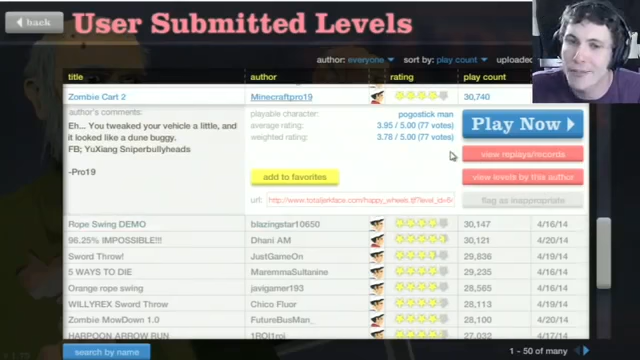 back
User Submitted Levels
author: everyone sort by: play count uploaded
title author rating play count
Zombie Cart 2 Minecraftpro19 30,740
author's comments:
Eh... You tweaked your vehicle a little, and
it looked like a dune buggy.
FB; YuXiang Sniperbullyheads
-Pro19
playable character: pogostick man
average rating: 3.95 / 5.00 (77 votes)
weighted rating: 3.78 / 5.00 (77 votes)
Play Now
view replays/records
add to favorites
view levels by this author
url: http://www.totaljerkface.com/happy_wheels.tjf?level_id=6
flag as inappropriate
Rope Swing DEMO blazingstar10650 30,147 4/16/14
96.25% IMPOSSIBLE!!! Dhani AM 30,121 4/20/14
Sword Throw! JustGameOn 29,836 4/19/14
5 WAYS TO DIE MaremmaSultanine 29,235 4/16/14
Orange rope swing javigamer193 28,565 4/16/14
WILLYREX Sword Throw Chico Fluor 28,113 4/19/14
Zombie MowDown 1.0 FutureBusMan_ 28,100 4/20/14
HARPOON ARROW RUN 27,032 4/17/14
search by name
1 - 50 of many